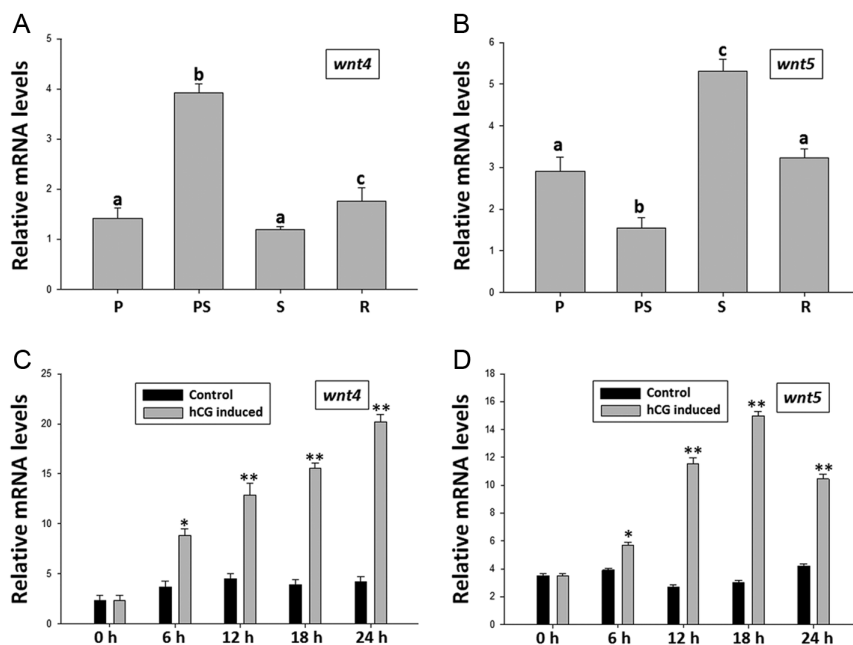 A
wnt4
Relative mRNA levels
5
4
3
2
1
0
a
b
a
c
P PS S R
B
wnt5
Relative mRNA levels
6
5
4
3
2
1
0
a
b
c
a
P PS S R
C
Control
hCG induced
wnt4
Relative mRNA levels
25
20
15
10
5
0
*
**
**
**
0 h 6 h 12 h 18 h 24 h
D
Control
hCG induced
wnt5
Relative mRNA levels
18
16
14
12
10
8
6
4
2
0
*
**
**
**
0 h 6 h 12 h 18 h 24 h